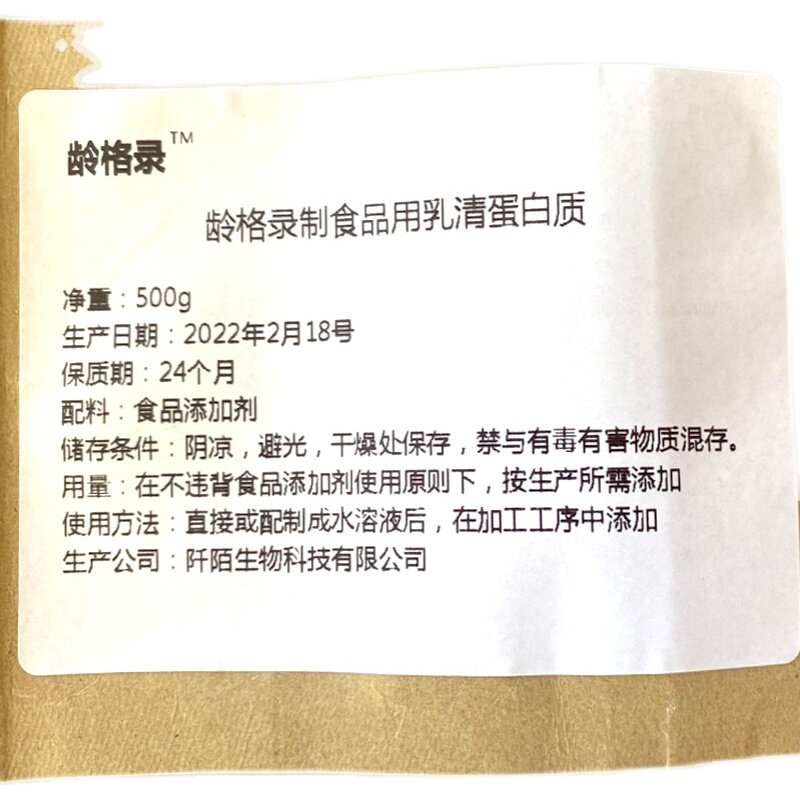 龄格录™
龄格录制食品用乳清蛋白质
净重：500g
生产日期：2022年2月18号
保质期：24个月
配料：食品添加剂
储存条件：阴凉，避光，干燥处保存，禁与有毒有害物质混存。
用量：在不违背食品添加剂使用原则下，按生产所需添加
使用方法：直接或配制成水溶液后，在加工工序中添加
生产公司：阡陌生物科技有限公司